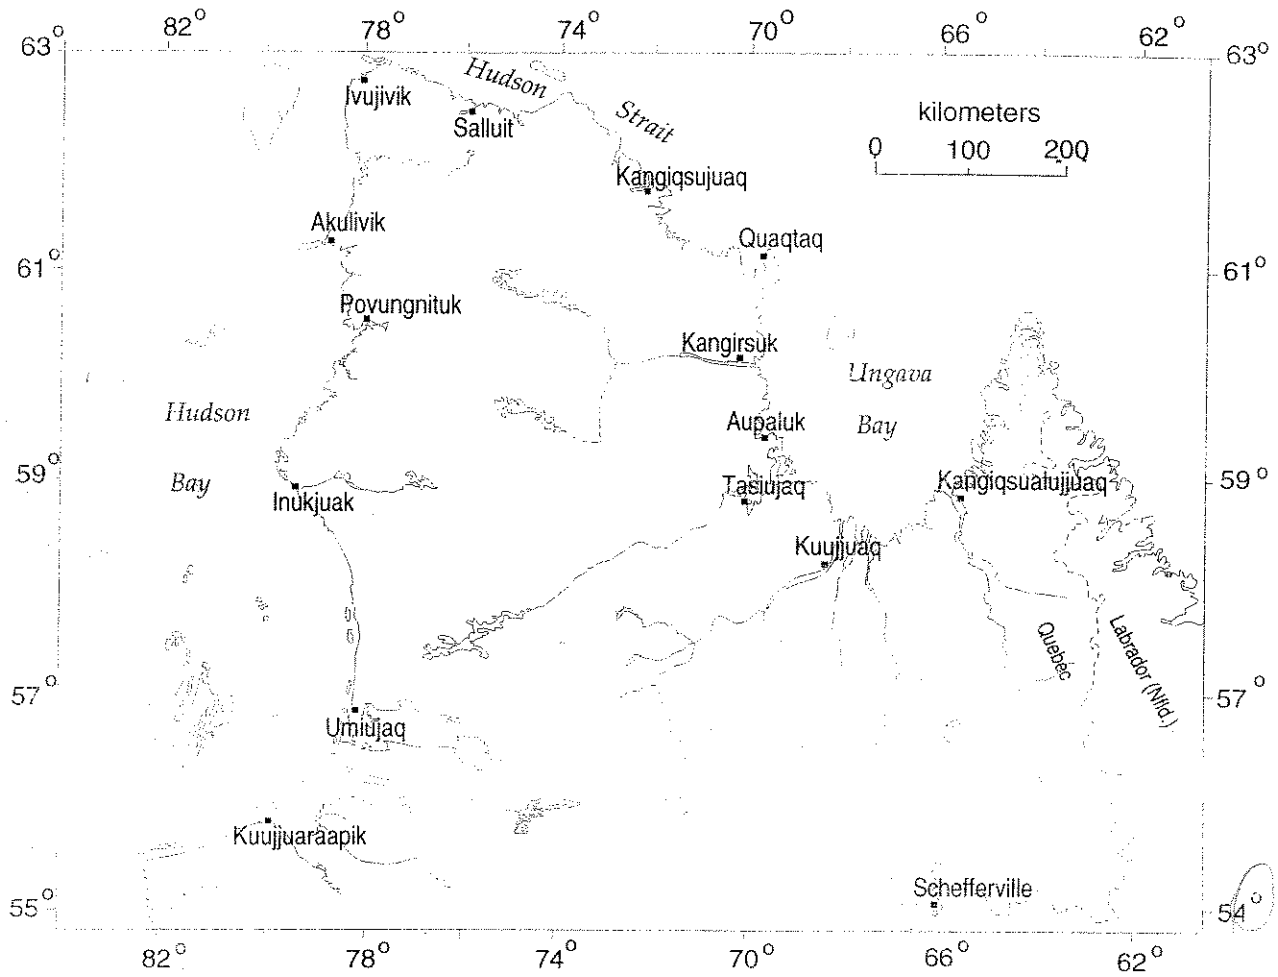 82° 78° 74° 70° 66° 62°
63° 63°
Hudson
Strait
Ivujivik
Salluit
kilometers
0 100 200
Kangiqsujuaq
Akulivik
Quaqtaq
61° 61°
Povungnituk
Kangirsuk
Ungava
Bay
Hudson
Bay
Aupaluk
59° 59°
Inukjuak
Tasiujaq
Kangiqsualujjuaq
Kuujjuaq
Quebéc
Labrador (Nfld.)
57° 57°
Umiujaq
Kuujjuaraapik
Schefferville
55° 54°
82° 78° 74° 70° 66° 62°